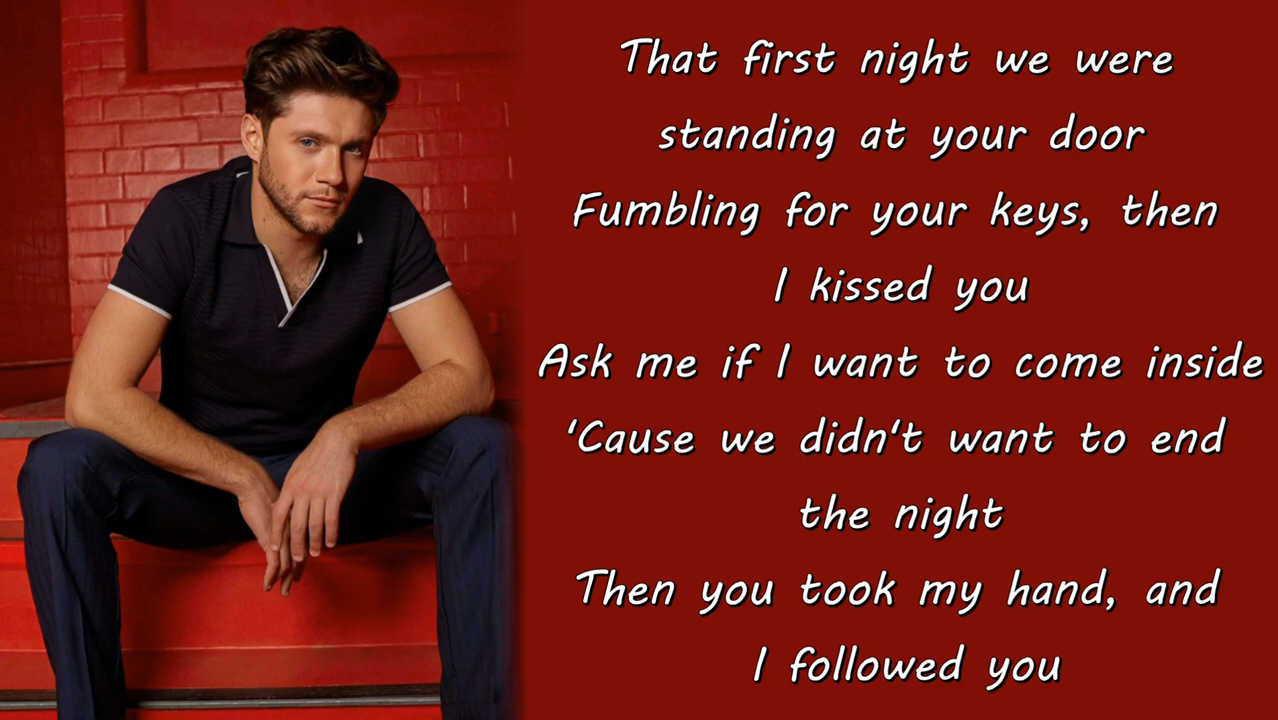 That first night we were
standing at your door
Fumbling for your keys, then
I kissed you
Ask me if I want to come inside
'Cause we didn't want to end
the night
Then you took my hand, and
I followed you